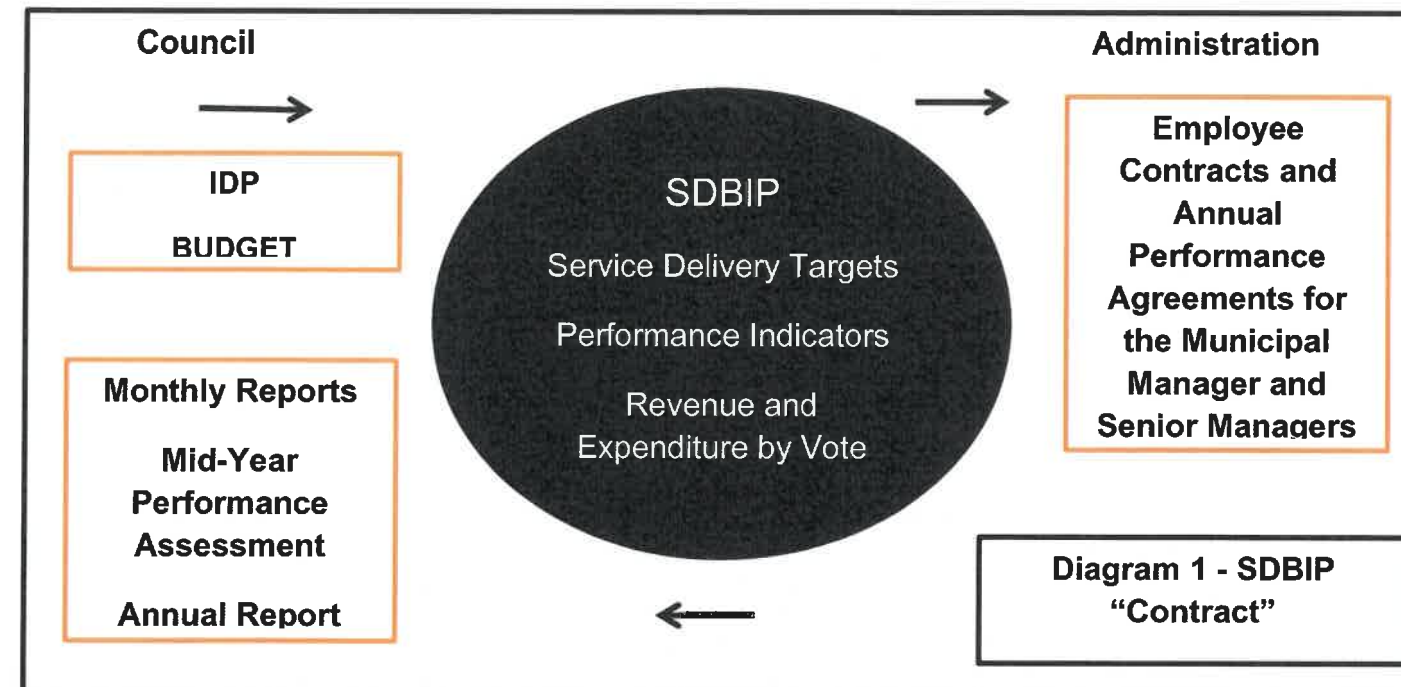 Council
Administration
IDP
BUDGET
SDBIP
Service Delivery Targets
Performance Indicators
Revenue and
Expenditure by Vote
Employee
Contracts and
Annual
Performance
Agreements for
the Municipal
Manager and
Senior Managers
Monthly Reports
Mid-Year
Performance
Assessment
Annual Report
Diagram 1 - SDBIP
“Contract”